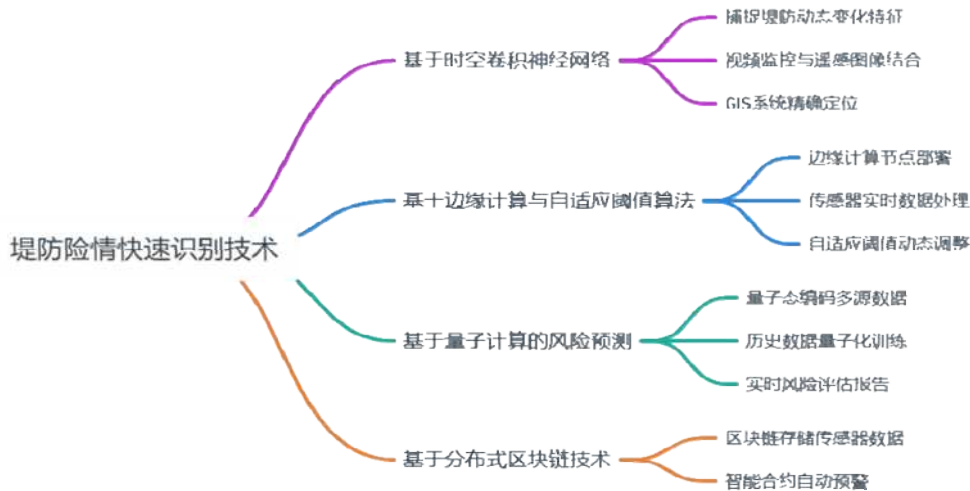 堤防险情快速识别技术
基于时空卷积神经网络
捕捉堤防动态变化特征
视频监控与遥感图像结合
GIS系统精确定位
基于边缘计算与自适应阈值算法
边缘计算节点部署
传感器实时数据处理
自适应阈值动态调整
基于量子计算的风险预测
量子态编码多源数据
历史数据量子化训练
实时风险评估报告
基于分布式区块链技术
区块链存储传感器数据
智能合约自动预警